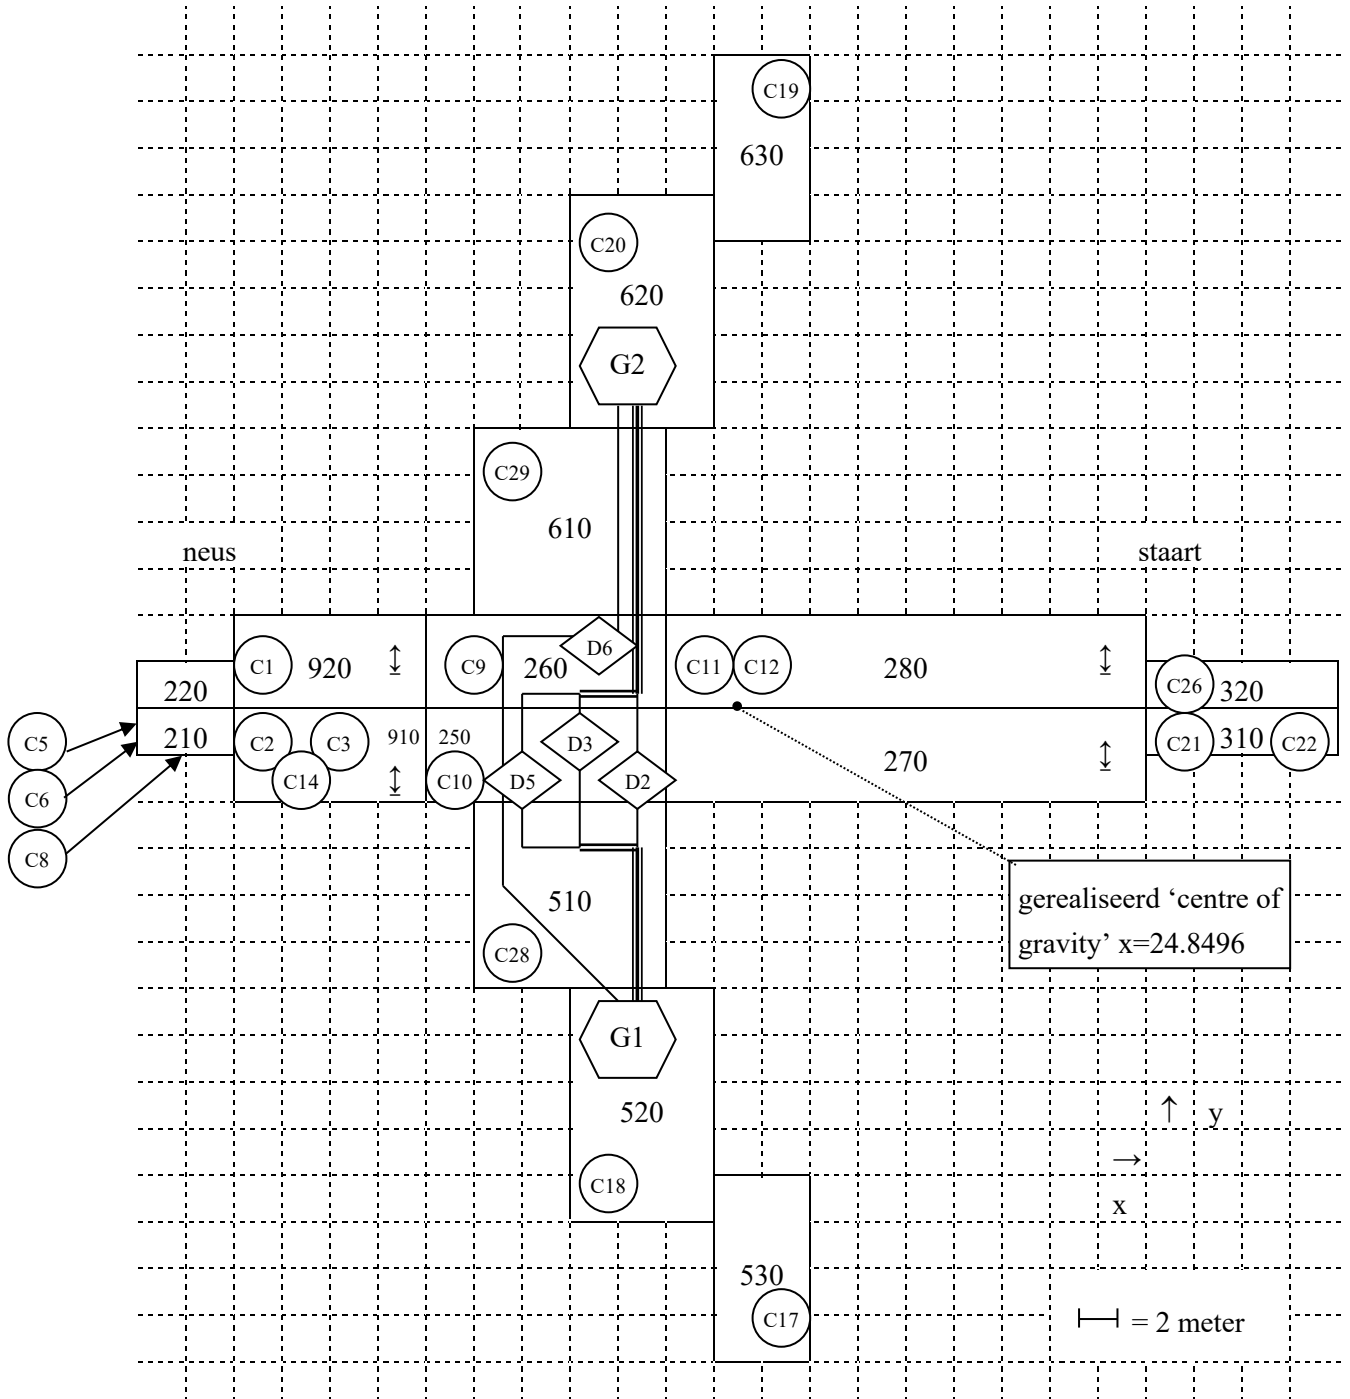 C19
630
C20
620
G2
C29
610
neus
staart
D6
C1
920
↨
C9
260
C11
C12
280
↨
C26
320
220
210
C5
C6
C8
C2
C3
C14
910
↨
250
C10
D5
D3
D2
270
↨
C21
310
C22
510
C28
gerealiseerd ‘centre of
gravity’ x=24.8496
G1
520
C18
↑ y
→
x
530
C17
= 2 meter